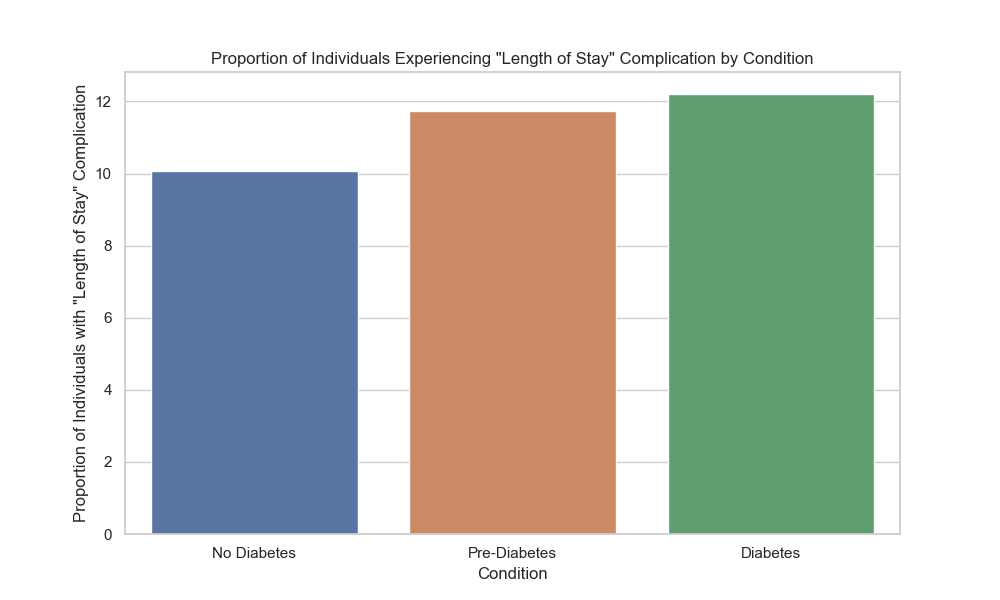 Proportion of Individuals Experiencing "Length of Stay" Complication by Condition
Proportion of Individuals with "Length of Stay" Complication
12
10
8
6
4
2
0
No Diabetes
Pre-Diabetes
Diabetes
Condition